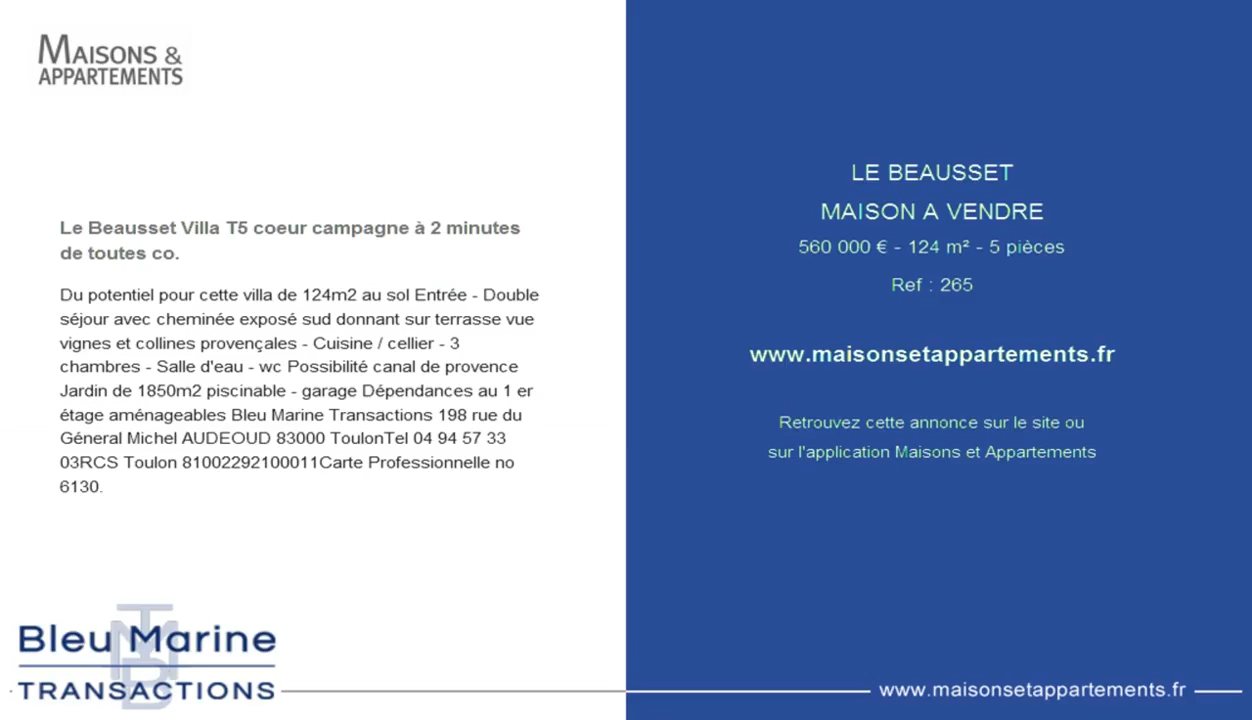 MAISONS &
APPARTEMENTS
Le Beausset Villa T5 coeur campagne à 2 minutes
de toutes co.
Du potentiel pour cette villa de 124m2 au sol Entrée - Double
séjour avec cheminée exposé sud donnant sur terrasse vue
vignes et collines provençales - Cuisine / cellier - 3
chambres - Salle d'eau - wc Possibilité canal de provence
Jardin de 1850m2 piscinable - garage Dépendances au 1 er
étage aménageables Bleu Marine Transactions 198 rue du
Géneral Michel AUDEOUD 83000 ToulonTel 04 94 57 33
03RCS Toulon 81002292100011Carte Professionnelle no
6130.
TMB
Bleu Marine
TRANSACTIONS
LE BEAUSSET
MAISON A VENDRE
560 000 € - 124 m² - 5 pièces
Ref : 265
www.maisonsetappartements.fr
Retrouvez cette annonce sur le site ou
sur l'application Maisons et Appartements
www.maisonsetappartements.fr